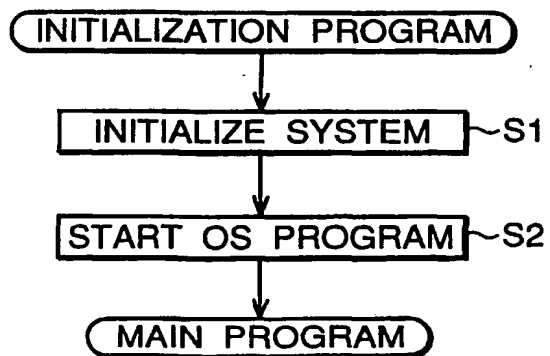 INITIALIZATION PROGRAM
INITIALIZE SYSTEM ~S1
START OS PROGRAM ~S2
MAIN PROGRAM